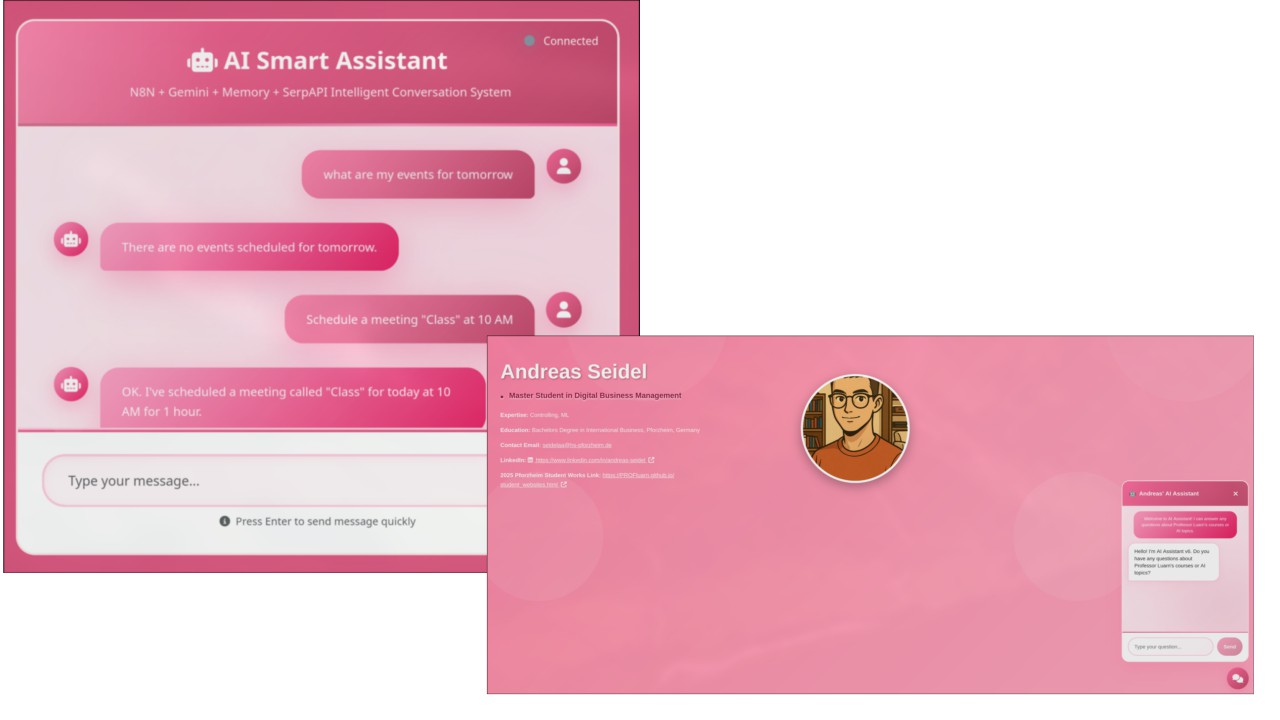 Connected
AI Smart Assistant
N8N + Gemini + Memory + SerpAPI Intelligent Conversation System
what are my events for tomorrow
There are no events scheduled for tomorrow.
Schedule a meeting "Class" at 10 AM
OK. I've scheduled a meeting called "Class" for today at 10
AM for 1 hour.
Type your message...
Press Enter to send message quickly
Andreas Seidel
Master Student in Digital Business Management
Expertise: Controlling, ML
Education: Bachelors Degree in International Business, Pforzheim, Germany
Contact Email:
LinkedIn:
2025 Pforzheim Student Works Link:
student_websites.html
Andreas' AI Assistant
Welcome to AI Assistant! I can answer any
questions about Professor Luarn's courses or
AI topics.
Hello! I'm AI Assistant v6. Do you
have any questions about
Professor Luarn's courses or AI
topics?
Type your question...
Send